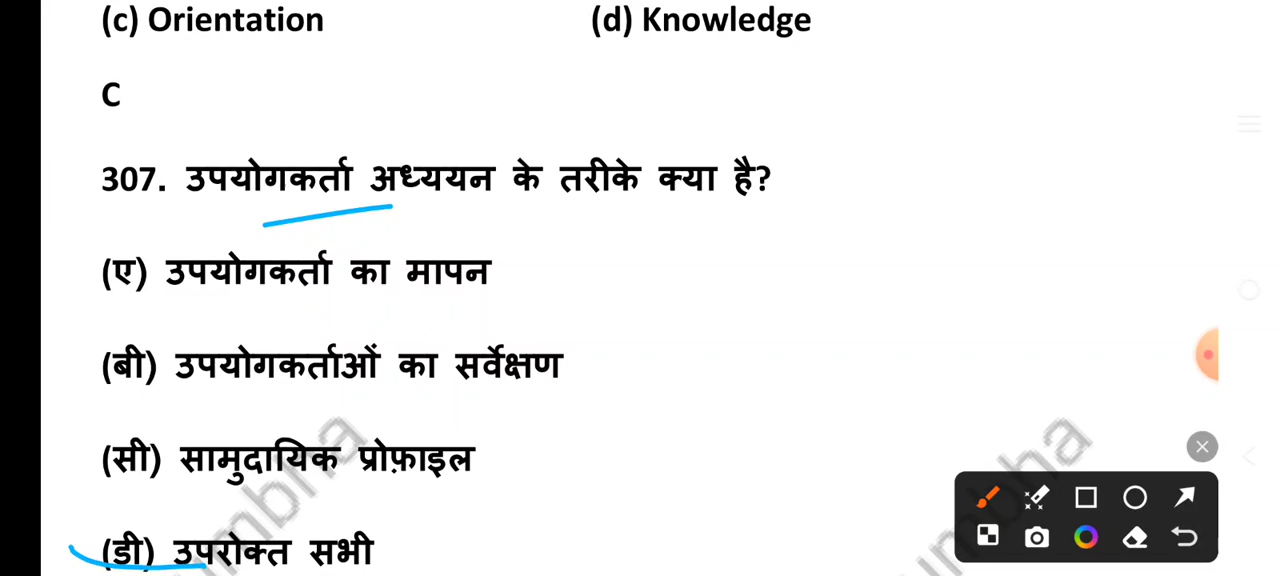 (c) Orientation (d) Knowledge
C
307. उपयोगकर्ता अध्ययन के तरीके क्या है?
(ए) उपयोगकर्ता का मापन
(बी) उपयोगकर्ताओं का सर्वेक्षण
(सी) सामुदायिक प्रोफ़ाइल
(डी) उपरोक्त सभी